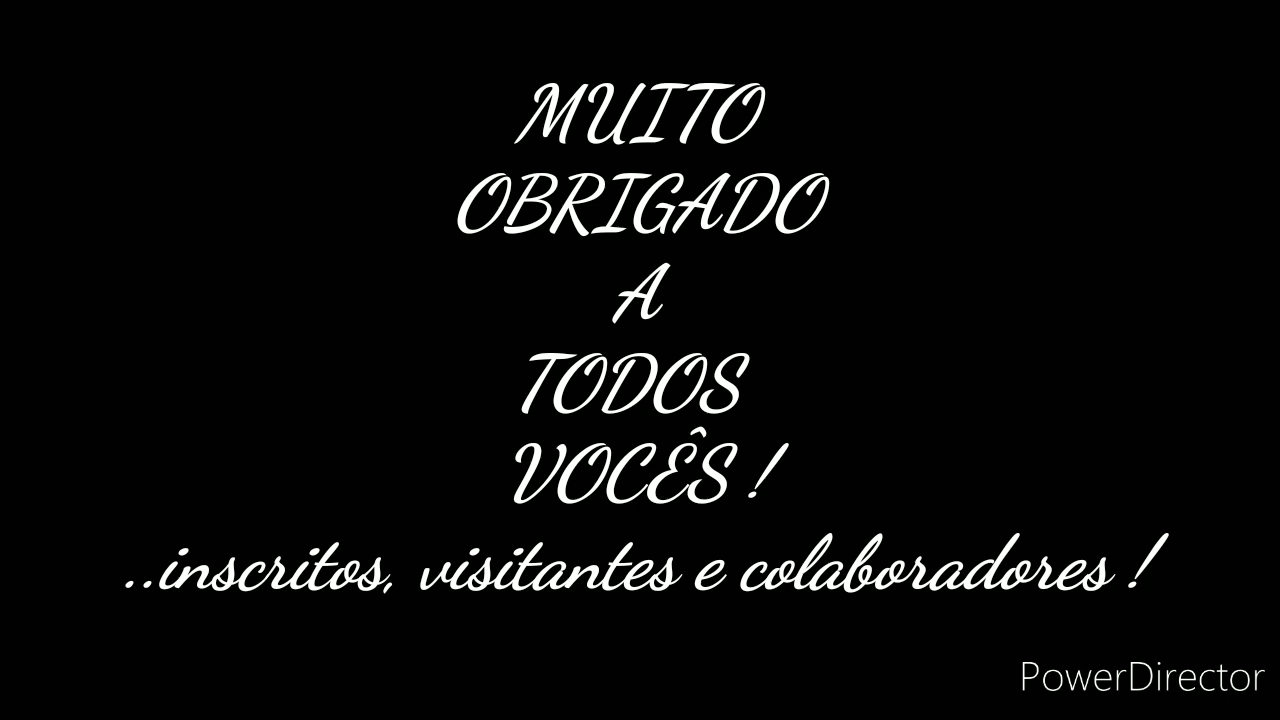 MUITO
OBRIGADO
A
TODOS
VOCÊS !
..inscritos, visitantes e colaboradores !
PowerDirector